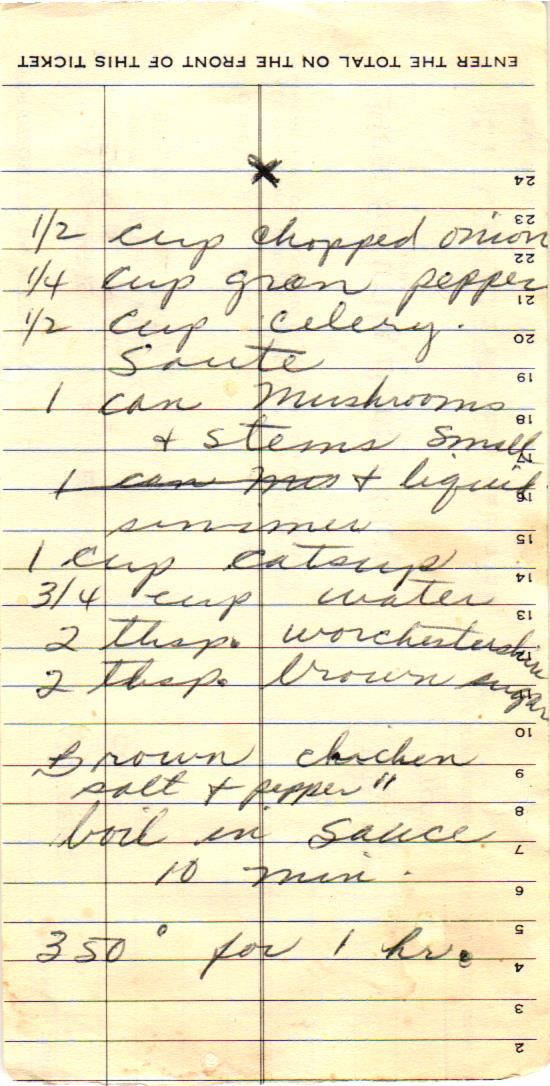 ENTER THE TOTAL ON THE FRONT OF THIS TICKET
24
23
1/2 cup chopped onion
22
1/4 cup green pepper
21
1/2 cup celery.
20
Saute
19
1 can Mushrooms
18
+ stems small
17
1 can mus + liquid
16
simmer
15
1 cup catsup
14
3/4 cup water
13
2 tbsp. worchestershire
2 tbsp. brown sugar
10
Brown chicken
9
salt + pepper "
8
boil in sauce
7
10 min.
6
5
350° for 1 hr.
4
3
2